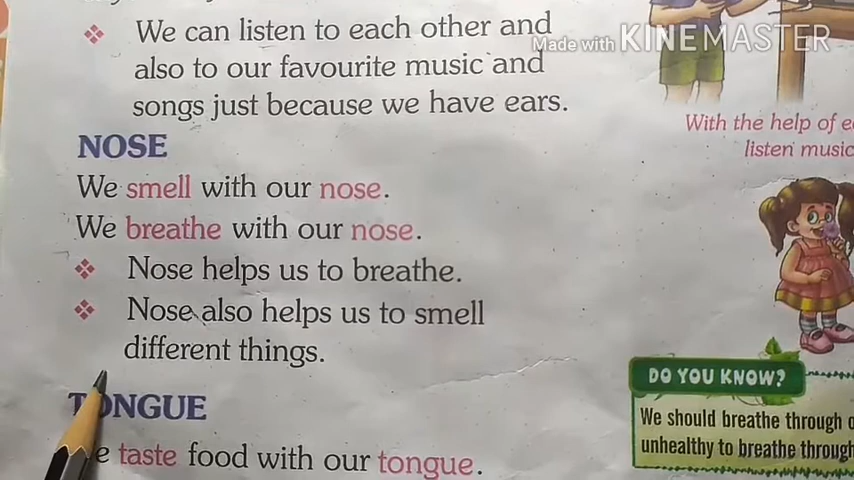 We can listen to each other and
also to our favourite music and
songs just because we have ears.
NOSE
We smell with our nose.
We breathe with our nose.
Nose helps us to breathe.
Nose also helps us to smell
different things.
TONGUE
taste food with our tongue.
Made with KINEMASTER
With the help of
listen music
DO YOU KNOW?
We should breathe through
unhealthy to breathe through